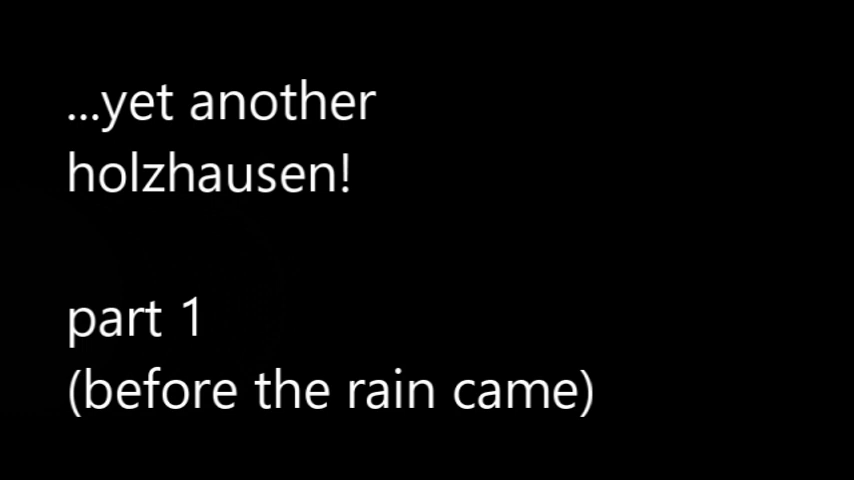 ...yet another
holzhausen!
part 1
(before the rain came)